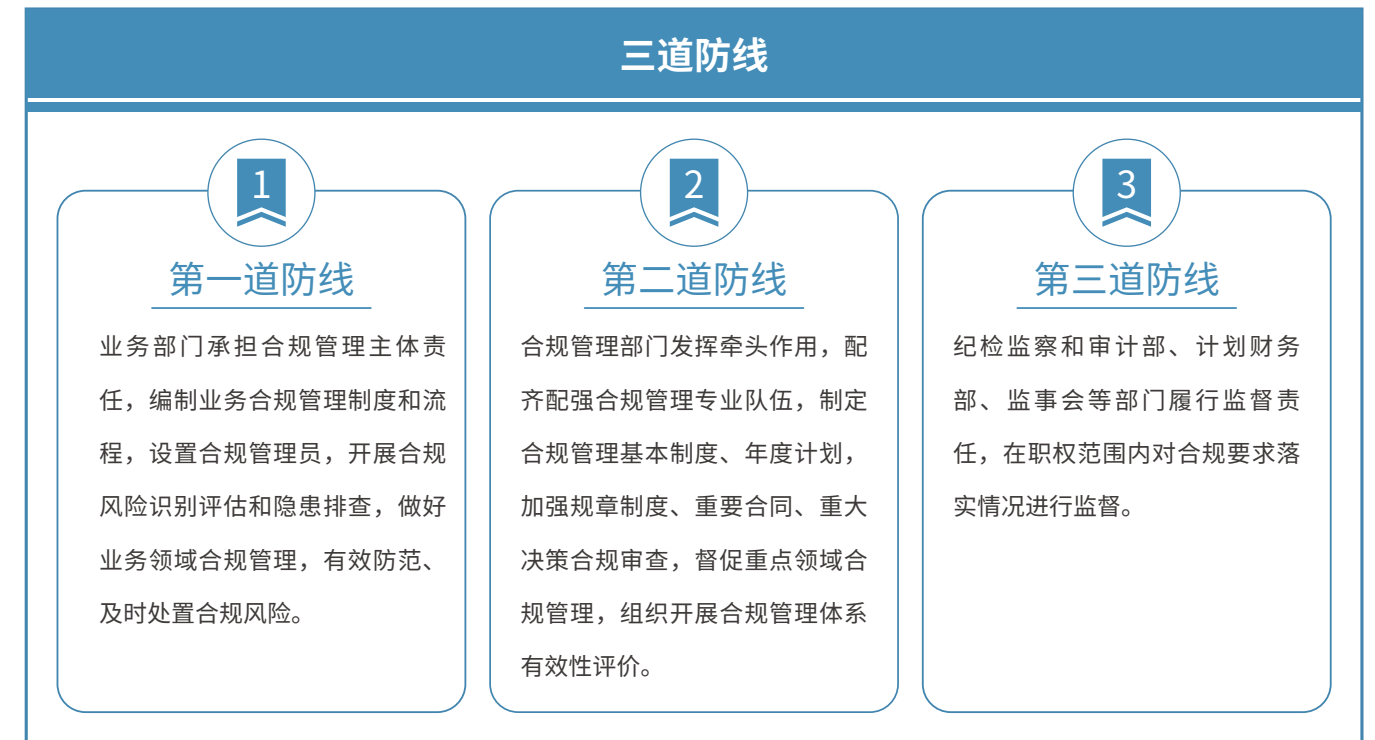 三道防线
1
第一道防线
业务部门承担合规管理主体责
任，编制业务合规管理制度和流
程，设置合规管理员，开展合规
风险识别评估和隐患排查，做好
业务领域合规管理，有效防范、
及时处置合规风险。
2
第二道防线
合规管理部门发挥牵头作用，配
齐配强合规管理专业队伍，制定
合规管理基本制度、年度计划，
加强规章制度、重要合同、重大
决策合规审查，督促重点领域合
规管理，组织开展合规管理体系
有效性评价。
3
第三道防线
纪检监察和审计部、计划财务
部、监事会等部门履行监督责
任，在职权范围内对合规要求落
实情况进行监督。